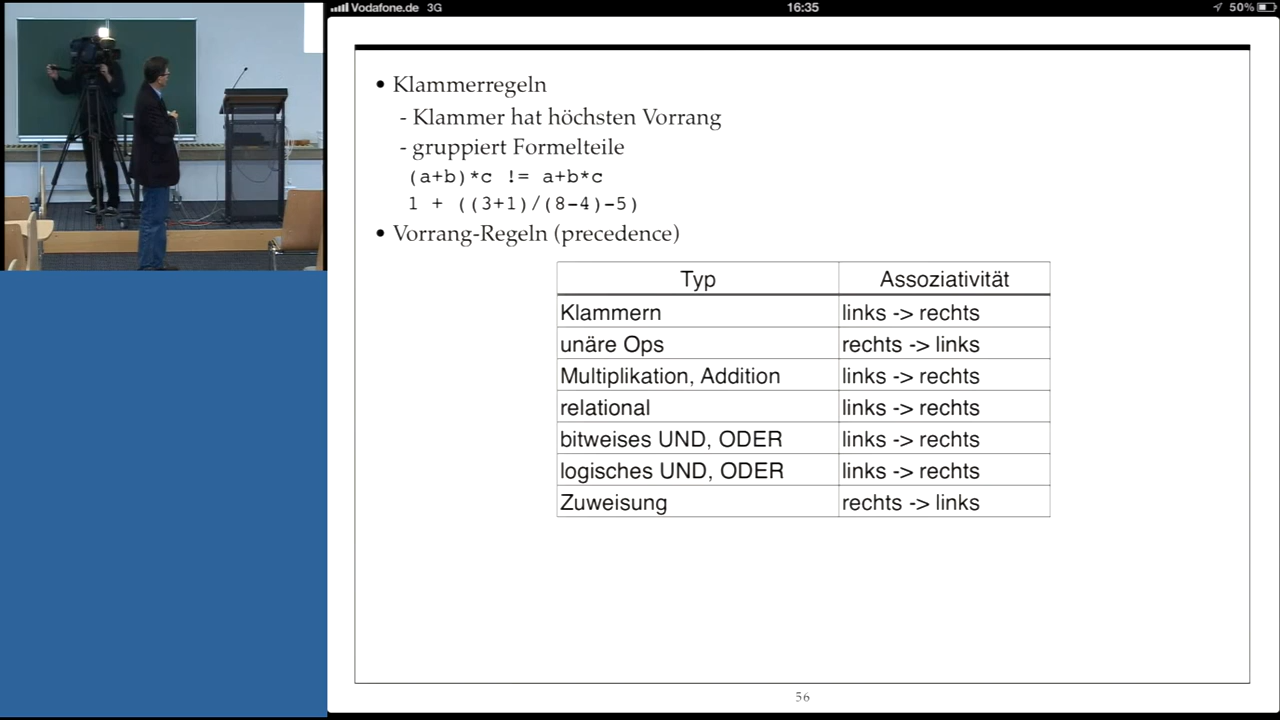 Vodafone.de 3G 16:35 50%
• Klammerregeln
- Klammer hat höchsten Vorrang
- gruppiert Formelteile
(a+b)*c != a+b*c
1 + ((3+1)/(8-4)-5)
• Vorrang-Regeln (precedence)
Typ Assoziativität
Klammern links -> rechts
unäre Ops rechts -> links
Multiplikation, Addition links -> rechts
relational links -> rechts
bitweises UND, ODER links -> rechts
logisches UND, ODER links -> rechts
Zuweisung rechts -> links
56